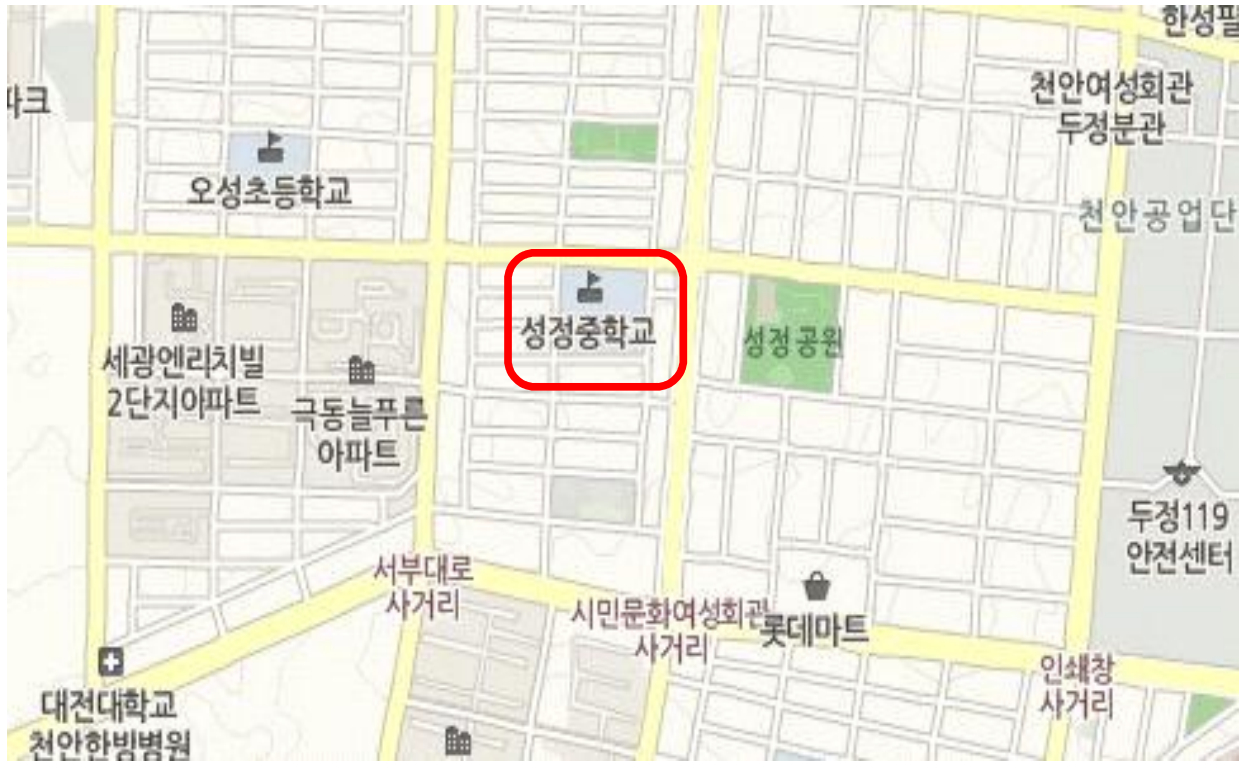 한성필
파크
천안여성회관
두정분관
오성초등학교
천안공업단
성정중학교
성정공원
세광엔리치빌
2단지아파트
극동늘푸른
아파트
두정119
안전센터
서부대로
사거리
시민문화여성회관
사거리
롯데마트
인쇄창
사거리
대전대학교
천안한방병원